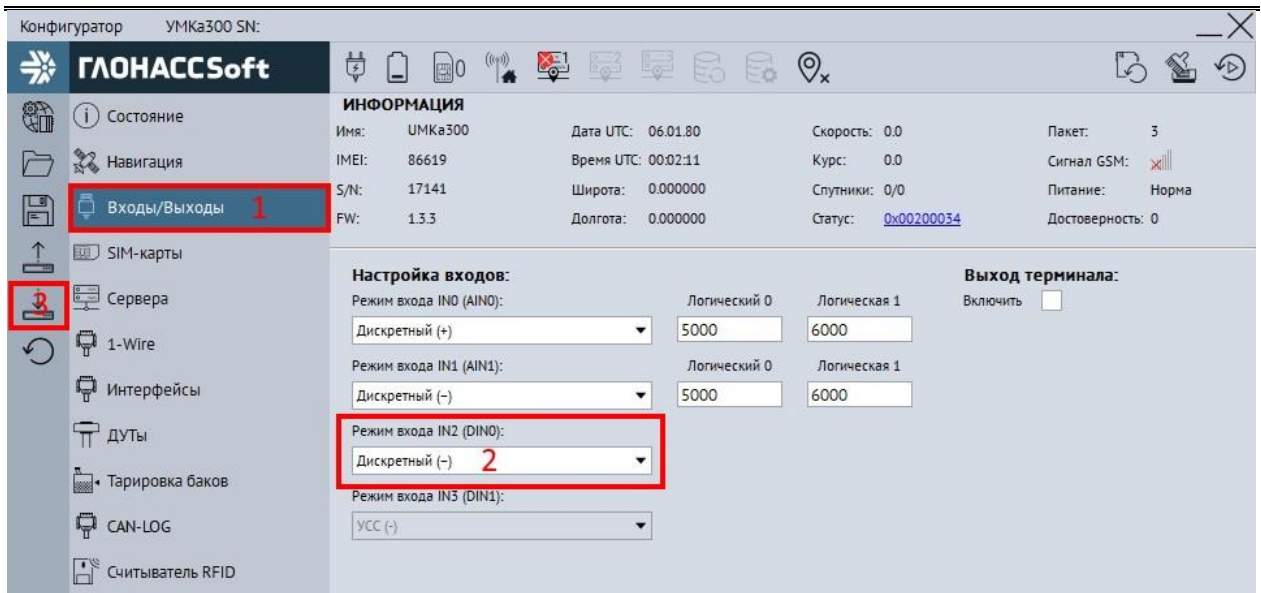 Конфигуратор УМКа300 SN:
ГЛОНАССSoft
0
1
Состояние
Навигация
Входы/Выходы 1
SIM-карты
3
Сервера
1-Wire
Интерфейсы
ДУТы
Тарировка баков
CAN-LOG
Считыватель RFID
ИНФОРМАЦИЯ
Имя: UMKa300 Дата UTC: 06.01.80 Скорость: 0.0 Пакет: 3
IMEI: 86619 Время UTC: 00:02:11 Курс: 0.0 Сигнал GSM:
S/N: 17141 Широта: 0.000000 Спутники: 0/0 Питание: Норма
FW: 1.3.3 Долгота: 0.000000 Статус: 0x00200034 Достоверность: 0
Настройка входов: Выход терминала:
Режим входа IN0 (AIN0): Логический 0 Логическая 1 Включить
Дискретный (+) 5000 6000
Режим входа IN1 (AIN1): Логический 0 Логическая 1
Дискретный (−) 5000 6000
Режим входа IN2 (DIN0):
Дискретный (−) 2
Режим входа IN3 (DIN1):
УСС (-)